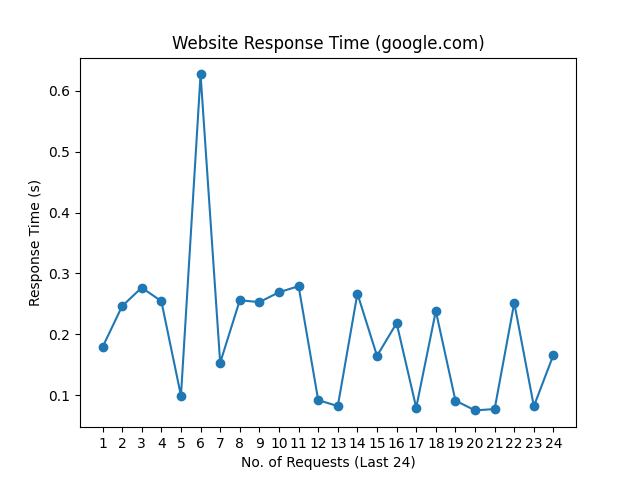 Website Response Time (google.com)
0.6
0.5
0.4
0.3
0.2
0.1
Response Time (s)
1 2 3 4 5 6 7 8 9 10 11 12 13 14 15 16 17 18 19 20 21 22 23 24
No. of Requests (Last 24)